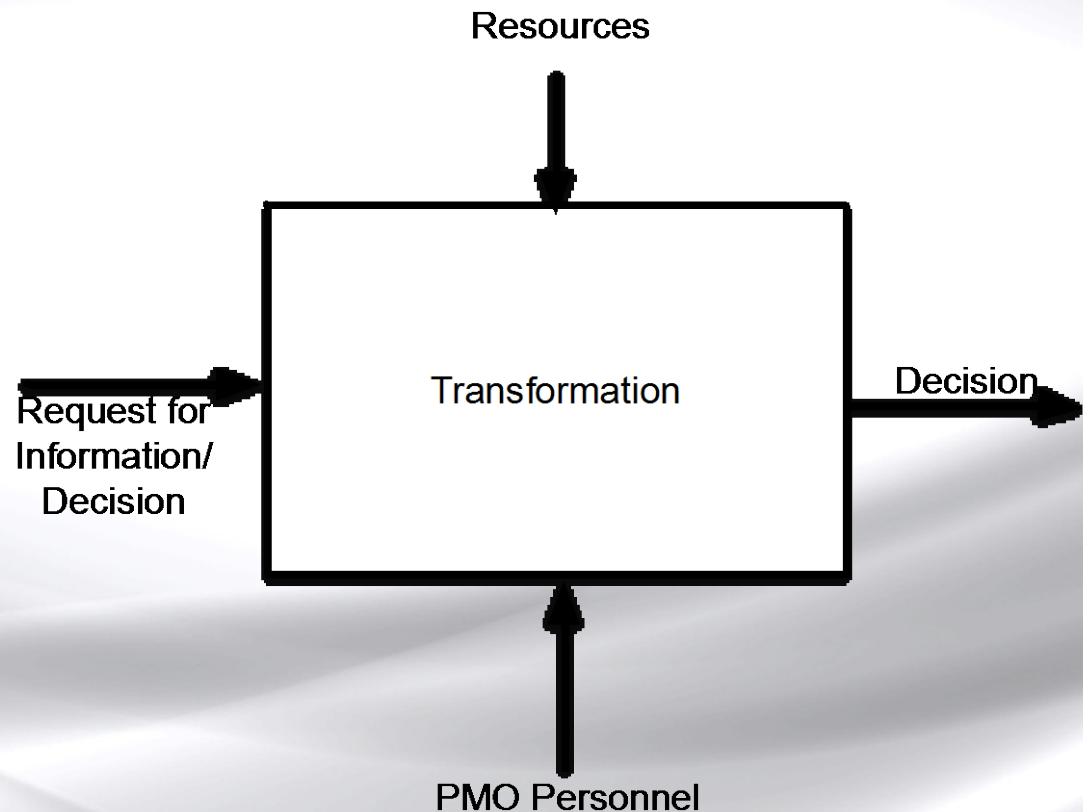 Resources
Transformation
Decision
Request for
Information/
Decision
PMO Personnel